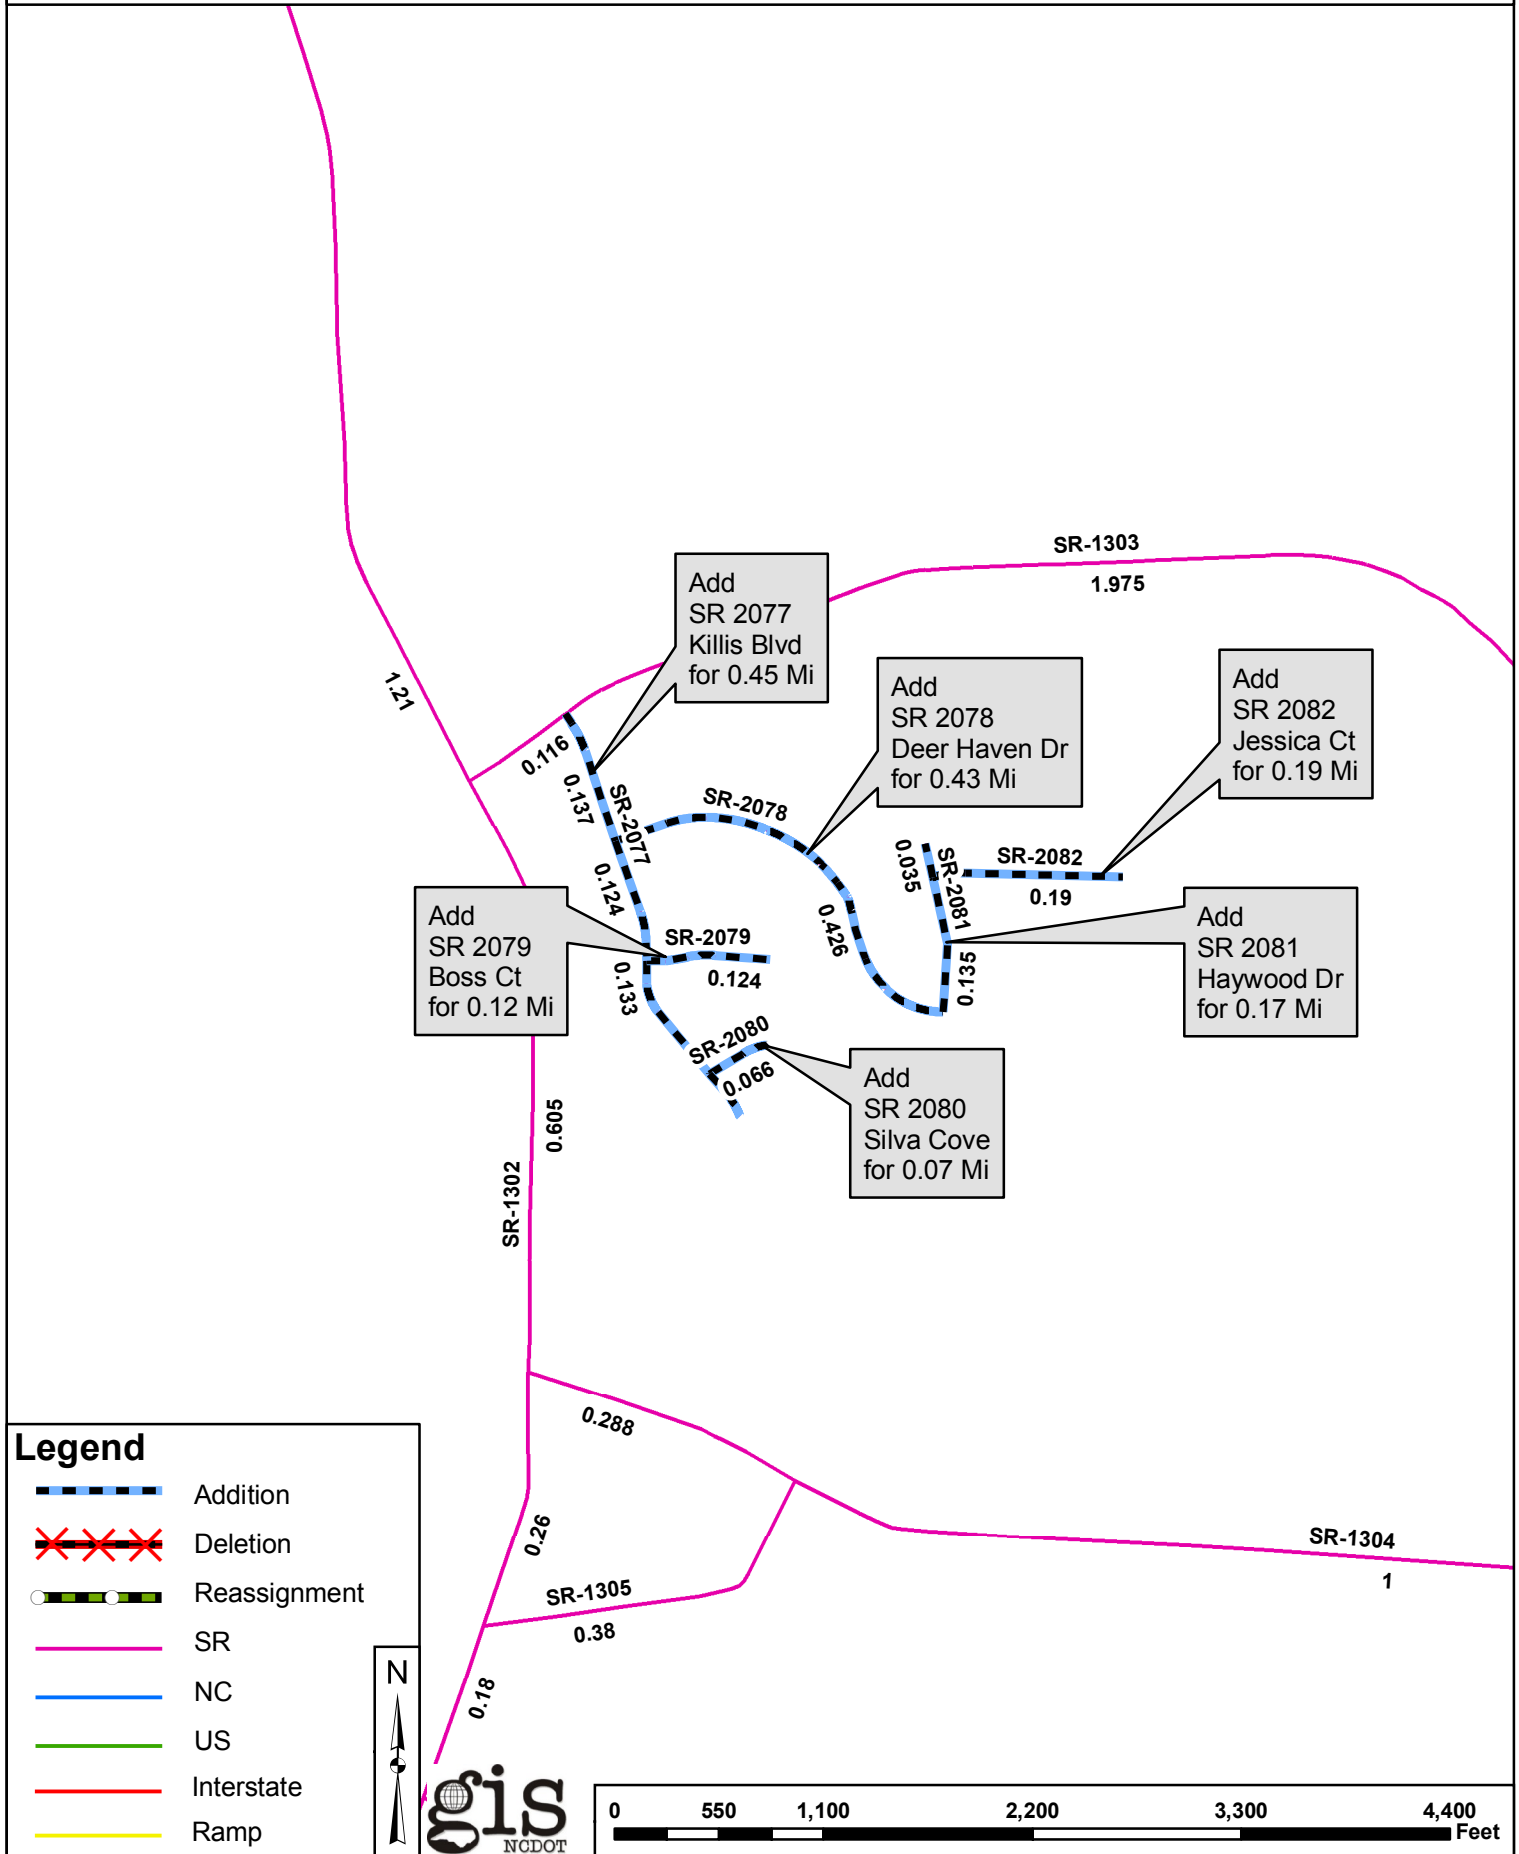 SR-1303
1.975
Add
SR 2077
Killis Blvd
for 0.45 Mi
1.21
Add
SR 2078
Deer Haven Dr
for 0.43 Mi
Add
SR 2082
Jessica Ct
for 0.19 Mi
0.116
0.137
SR-2077
SR-2078
0.035
SR-2081
SR-2082
0.19
0.124
Add
SR 2079
Boss Ct
for 0.12 Mi
SR-2079
0.124
0.426
0.133
0.135
Add
SR 2081
Haywood Dr
for 0.17 Mi
SR-2080
0.066
Add
SR 2080
Silva Cove
for 0.07 Mi
0.605
SR-1302
0.288
0.26
SR-1304
1
SR-1305
0.38
0.18
Legend
Addition
Deletion
Reassignment
SR
NC
US
Interstate
Ramp
N
gis
NCDOT
0 550 1,100 2,200 3,300 4,400
Feet